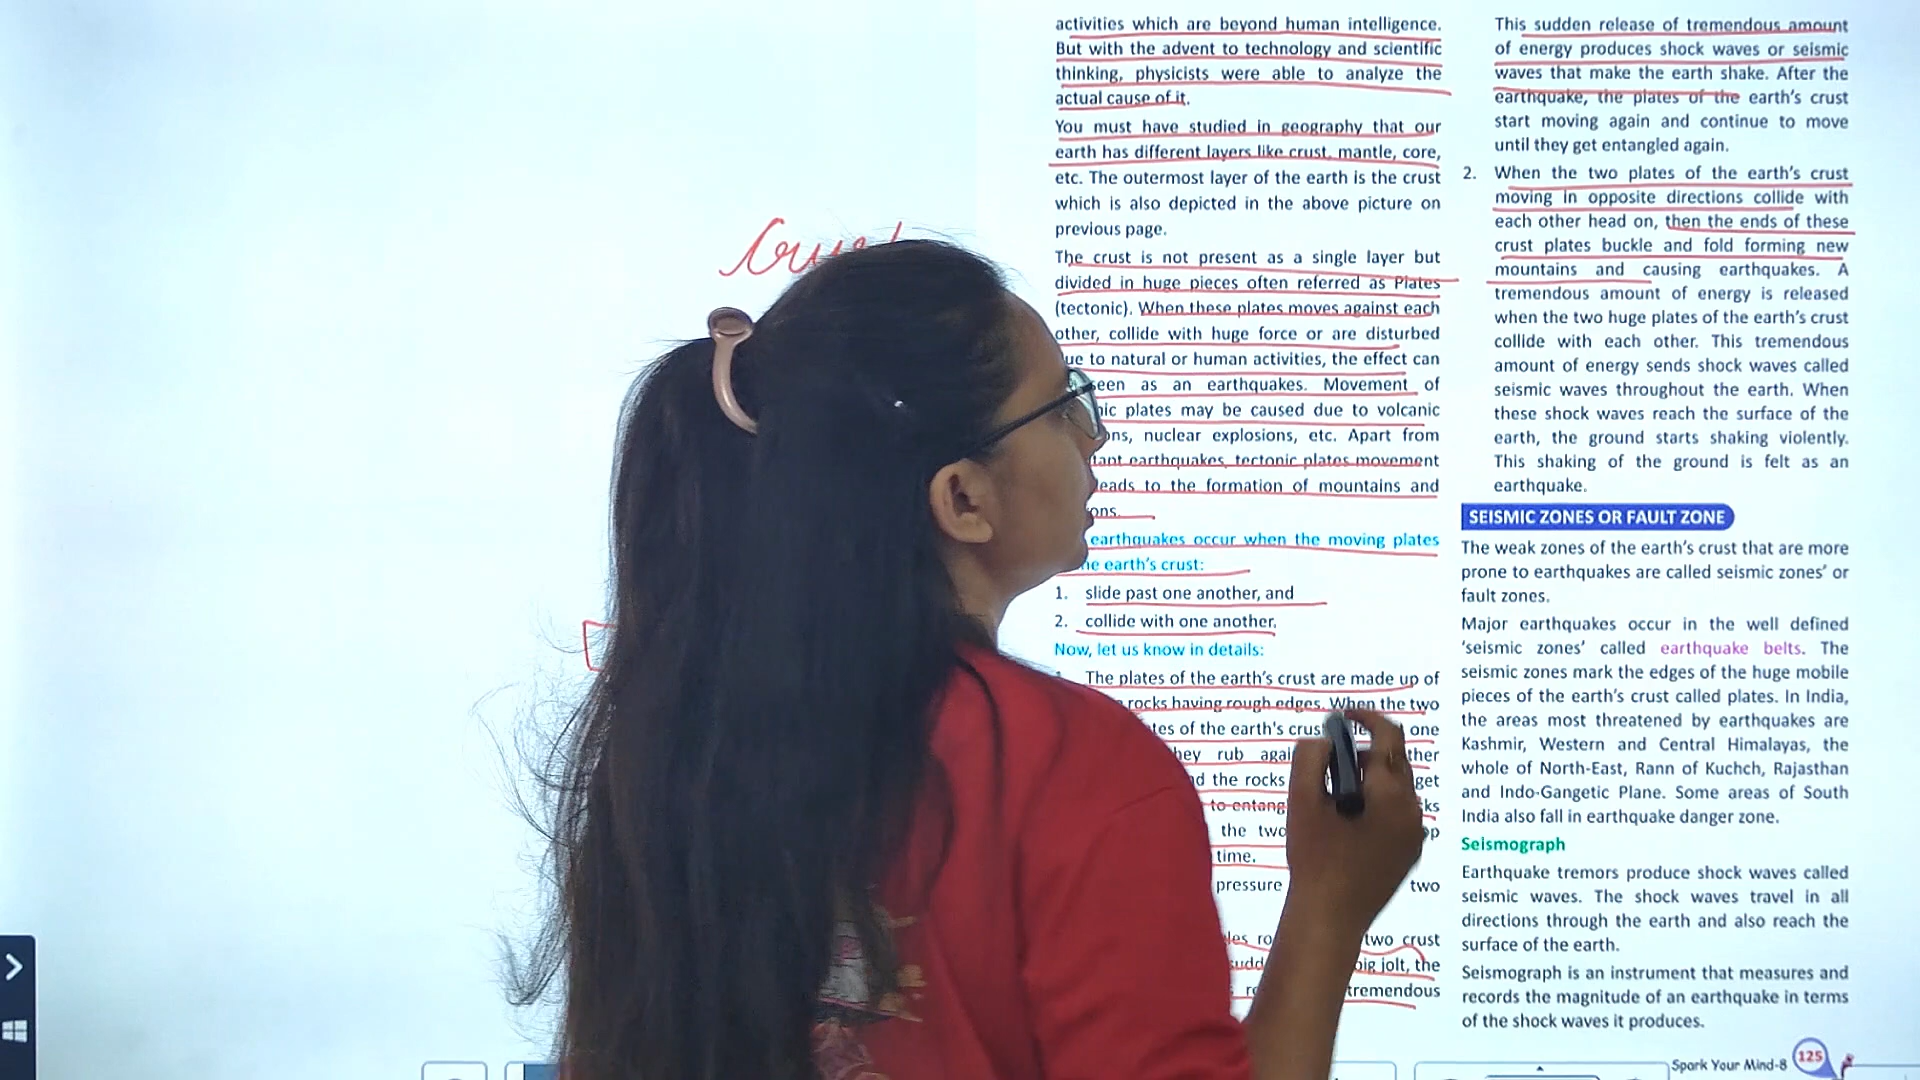 activities which are beyond human intelligence.
But with the advent to technology and scientific
thinking, physicists were able to analyze the
actual cause of it.
You must have studied in geography that our
earth has different layers like crust, mantle, core,
etc. The outermost layer of the earth is the crust
which is also depicted in the above picture on
previous page.
The crust is not present as a single layer but
divided in huge pieces often referred as Plates
(tectonic). When these plates moves against each
other, collide with huge force or are disturbed
to natural or human activities, the effect can
seen as an earthquakes. Movement of
plates may be caused due to volcanic
nuclear explosions, etc. Apart from
earthquakes, tectonic plates movement
to the formation of mountains and
earthquakes occur when the moving plates
earth's crust:
1. slide past one another, and
2. collide with one another.
Now, let us know in details:
The plates of the earth's crust are made up of
rocks having rough edges. When the two
of the earth's one
rub
the rocks get
to
the two
time.
pressure two
two crust
big jolt, the
tremendous
This sudden release of tremendous amount
of energy produces shock waves or seismic
waves that make the earth shake. After the
earthquake, the plates of the earth's crust
start moving again and continue to move
until they get entangled again.
2. When the two plates of the earth's crust
moving in opposite directions collide with
each other head on, then the ends of these
crust plates buckle and fold forming new
mountains and causing earthquakes. A
tremendous amount of energy is released
when the two huge plates of the earth's crust
collide with each other. This tremendous
amount of energy sends shock waves called
seismic waves throughout the earth. When
these shock waves reach the surface of the
earth, the ground starts shaking violently.
This shaking of the ground is felt as an
earthquake.
SEISMIC ZONES OR FAULT ZONE
The weak zones of the earth's crust that are more
prone to earthquakes are called seismic zones' or
fault zones.
Major earthquakes occur in the well defined
'seismic zones' called earthquake belts. The
seismic zones mark the edges of the huge mobile
pieces of the earth's crust called plates. In India,
the areas most threatened by earthquakes are
Kashmir, Western and Central Himalayas, the
whole of North-East, Rann of Kuchch, Rajasthan
and Indo-Gangetic Plane. Some areas of South
India also fall in earthquake danger zone.
Seismograph
Earthquake tremors produce shock waves called
seismic waves. The shock waves travel in all
directions through the earth and also reach the
surface of the earth.
Seismograph is an instrument that measures and
records the magnitude of an earthquake in terms
of the shock waves it produces.
Spark Your Mind-8 125